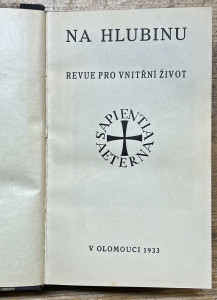 NA HLUBINU
REVUE PRO VNITŘNÍ ŽIVOT
SAPIENTIA
AETERNA
V OLOMOUCI 1933